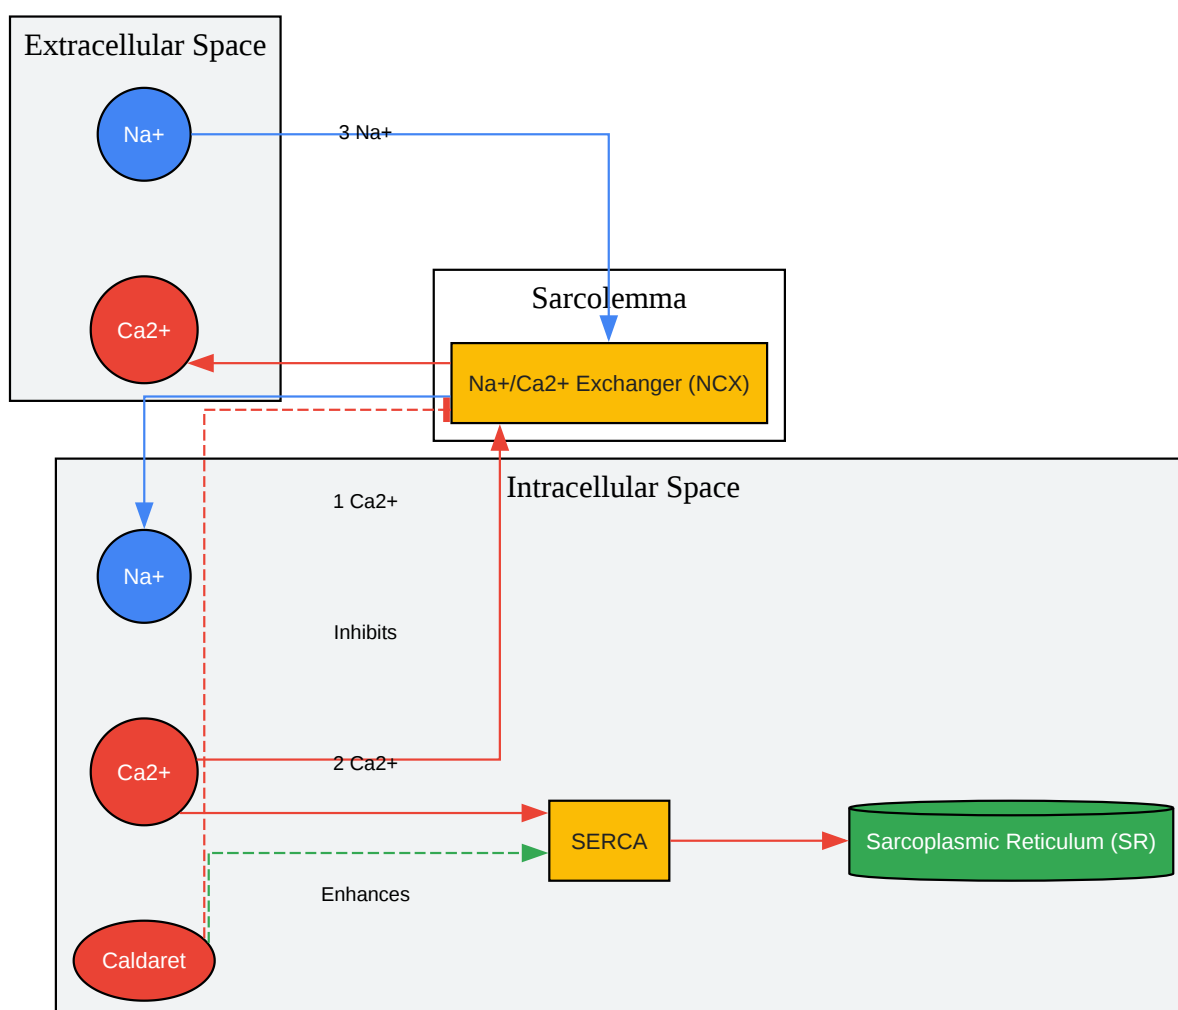 Extracellular Space
Na+
3 Na+
Sarcolemma
Ca2+
Na+/Ca2+ Exchanger (NCX)
Intracellular Space
1 Ca2+
Na+
Inhibits
Ca2+
2 Ca2+
SERCA
Sarcoplasmic Reticulum (SR)
Enhances
Caldaret